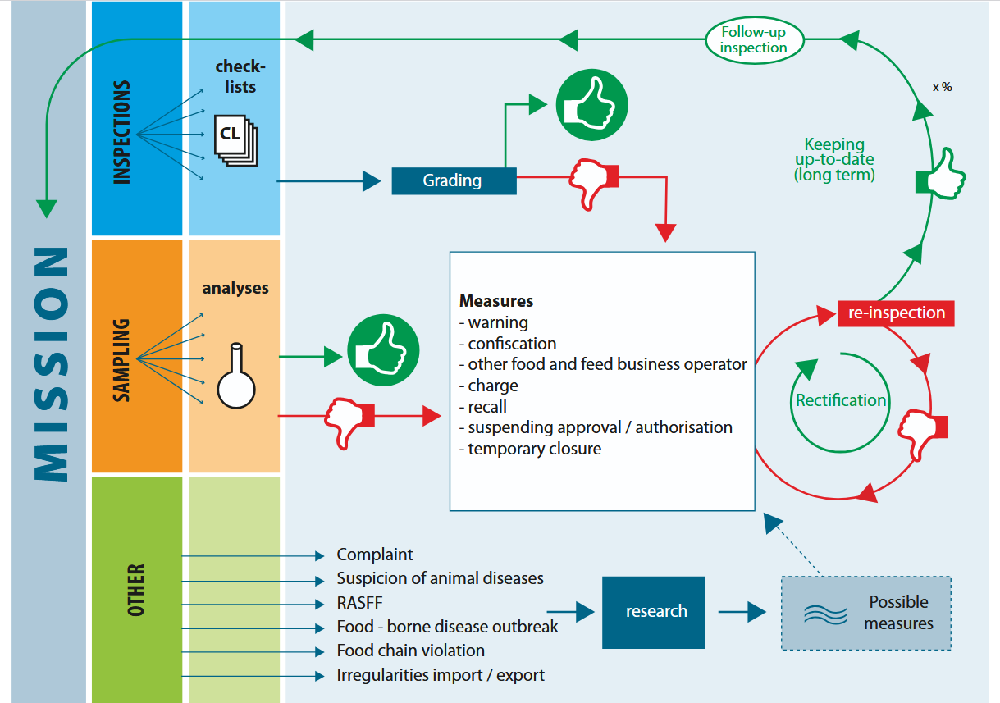 MISSION
INSPECTIONS
check-
lists
CL
Grading
Follow-up
inspection
x %
Keeping
up-to-date
(long term)
SAMPLING
analyses
Measures
- warning
- confiscation
- other food and feed business operator
- charge
- recall
- suspending approval / authorisation
- temporary closure
re-inspection
Rectification
OTHER
Complaint
Suspicion of animal diseases
RASFF
Food - borne disease outbreak
Food chain violation
Irregularities import / export
research
Possible
measures